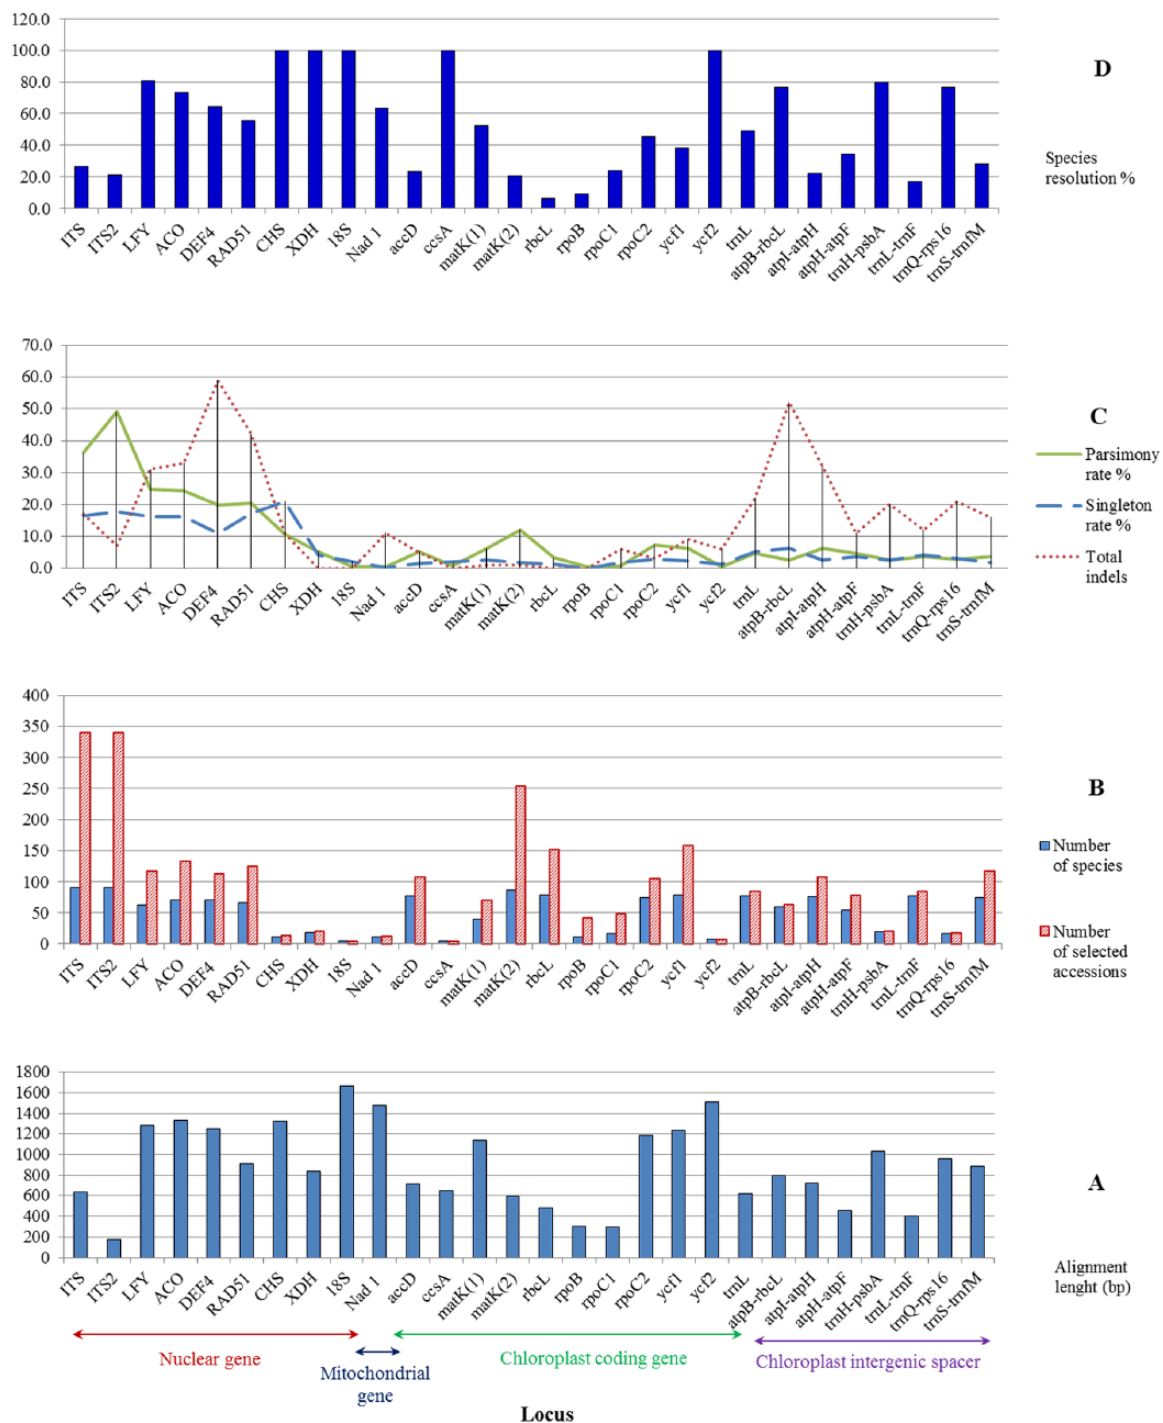 120.0
100.0
80.0
60.0
40.0
20.0
0.0
ITS
ITS2
LFY
ACO
DEF4
RAD51
CHS
XDH
18S
Nad 1
accD
ccsA
matK(1)
matK(2)
rbcL
rpoB
rpoC1
rpoC2
ycf1
ycf2
trnL
atpB-rbcL
atpI-atpH
atpH-atpF
trnH-psbA
trnL-trnF
trnQ-rps16
trnS-trnfM
D
Species
resolution %
70.0
60.0
50.0
40.0
30.0
20.0
10.0
0.0
ITS
ITS2
LFY
ACO
DEF4
RAD51
CHS
XDH
18S
Nad 1
accD
ccsA
matK(1)
matK(2)
rbcL
rpoB
rpoC1
rpoC2
ycf1
ycf2
trnL
atpB-rbcL
atpI-atpH
atpH-atpF
trnH-psbA
trnL-trnF
trnQ-rps16
trnS-trnfM
C
Parsimony
rate %
Singleton
rate %
Total
indels
400
350
300
250
200
150
100
50
0
ITS
ITS2
LFY
ACO
DEF4
RAD51
CHS
XDH
18S
Nad 1
accD
ccsA
matK(1)
matK(2)
rbcL
rpoB
rpoC1
rpoC2
ycf1
ycf2
trnL
atpB-rbcL
atpI-atpH
atpH-atpF
trnH-psbA
trnL-trnF
trnQ-rps16
trnS-trnfM
B
Number
of species
Number
of selected
accessions
1800
1600
1400
1200
1000
800
600
400
200
0
ITS
ITS2
LFY
ACO
DEF4
RAD51
CHS
XDH
18S
Nad 1
accD
ccsA
matK(1)
matK(2)
rbcL
rpoB
rpoC1
rpoC2
ycf1
ycf2
trnL
atpB-rbcL
atpI-atpH
atpH-atpF
trnH-psbA
trnL-trnF
trnQ-rps16
trnS-trnfM
A
Alignment
lenght (bp)
Nuclear gene
Mitochondrial
gene
Chloroplast coding gene
Chloroplast intergenic spacer
Locus